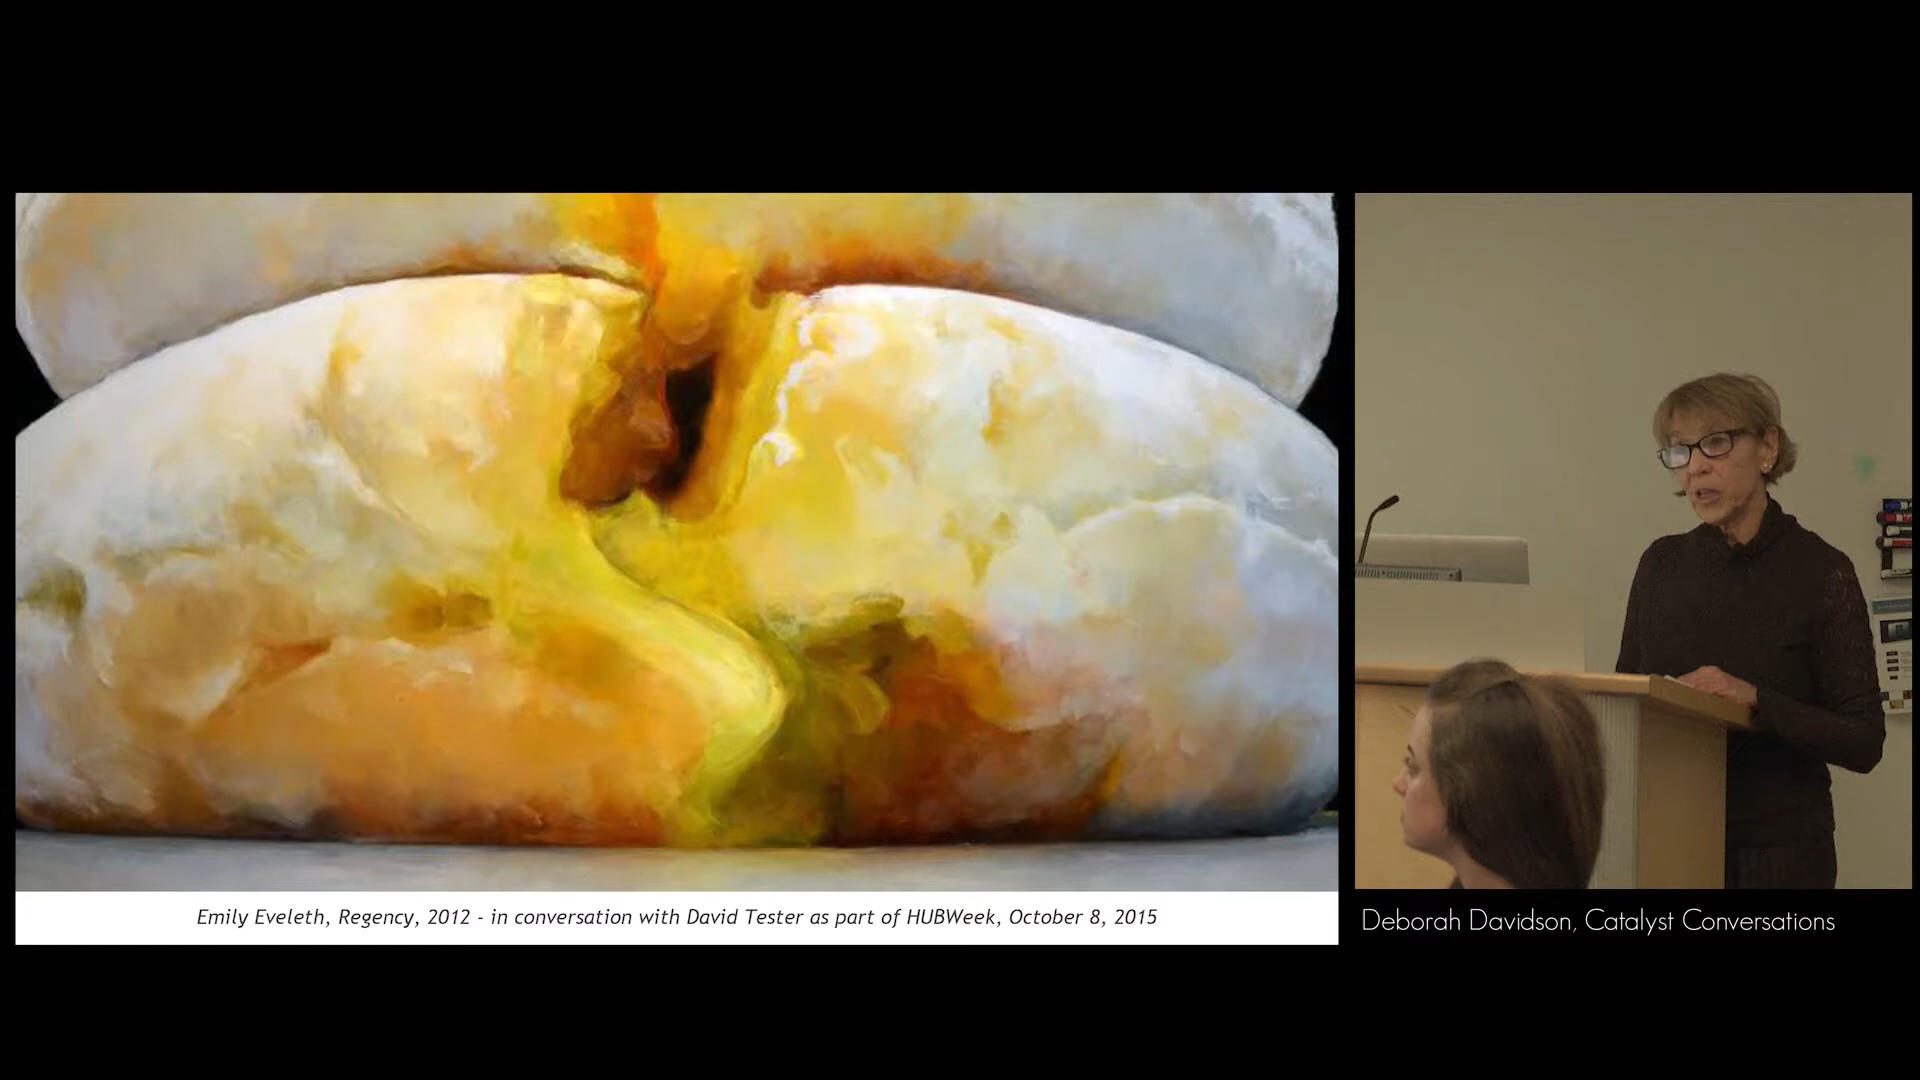 Emily Eveleth, Regency, 2012 - in conversation with David Tester as part of HUBWeek, October 8, 2015
Deborah Davidson, Catalyst Conversations